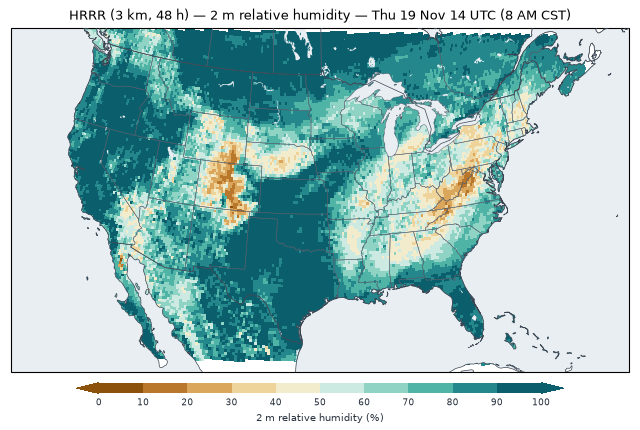 HRRR (3 km, 48 h) — 2 m relative humidity — Thu 19 Nov 14 UTC (8 AM CST)
0 10 20 30 40 50 60 70 80 90 100
2 m relative humidity (%)